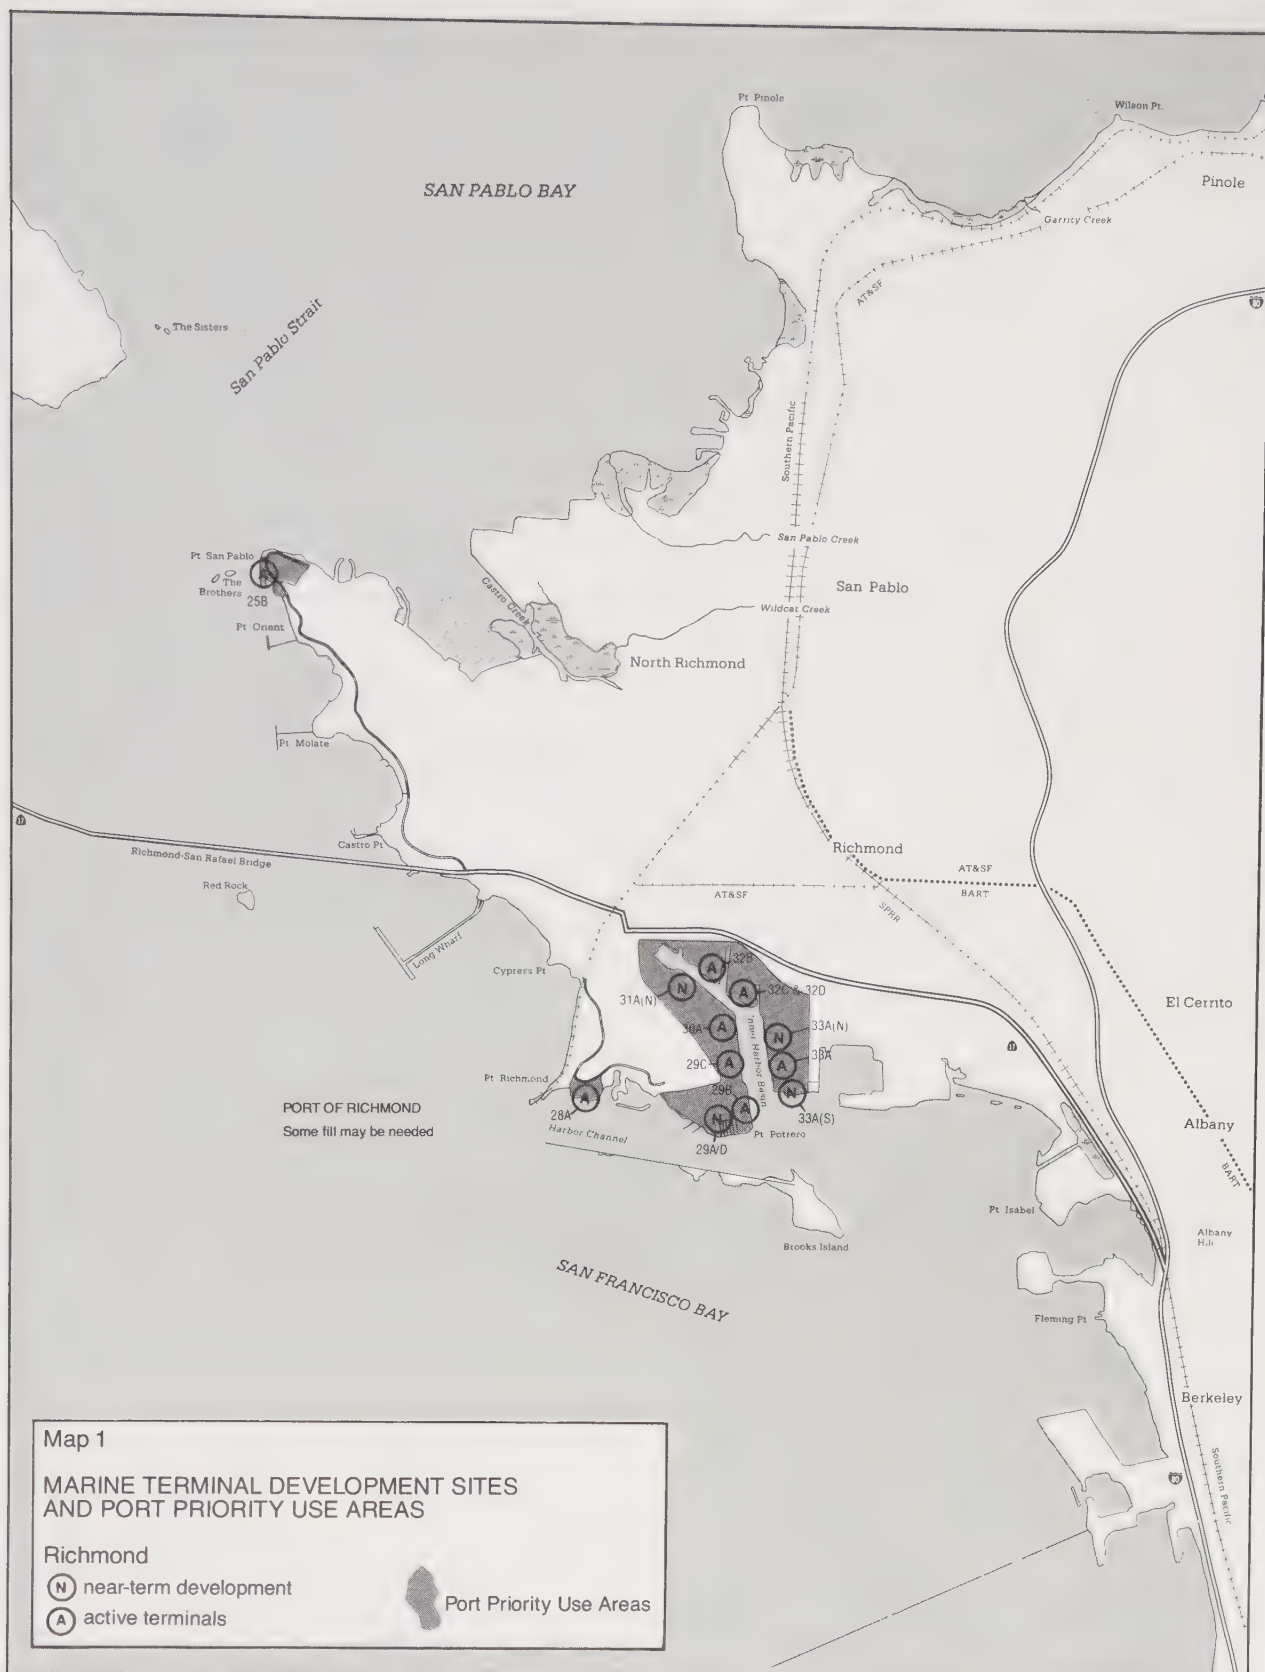 Pt Pinole
Wilson Pt.
SAN PABLO BAY
Pinole
Garrity Creek
AT&SF
80
The Sisters
San Pablo Strait
Southern Pacific
San Pablo Creek
Pt San Pablo
A
The
Brothers
25B
San Pablo
Castro Creek
Wildcat Creek
Pt Orient
North Richmond
Pt Molate
17
Castro Pt
Richmond-San Rafael Bridge
Richmond
Red Rock
AT&SF
AT&SF
BART
SPRR
Long Wharf
Cypress Pt
A
32B
N
A
32C & 32D
31A(N)
El Cerrito
30A
A
N
33A(N)
Harbor Basin
17
29C
A
A
33A
Pt Richmond
29B
N
A
28A
33A(S)
PORT OF RICHMOND
Some fill may be needed
Harbor Channel
N
A
Pt Potrero
29A/D
Albany
BART
Pt Isabel
Albany
Hill
Brooks Island
SAN FRANCISCO BAY
Fleming Pt
Berkeley
Southern Pacific
80
Map 1
MARINE TERMINAL DEVELOPMENT SITES
AND PORT PRIORITY USE AREAS
Richmond
N near-term development
A active terminals
Port Priority Use Areas